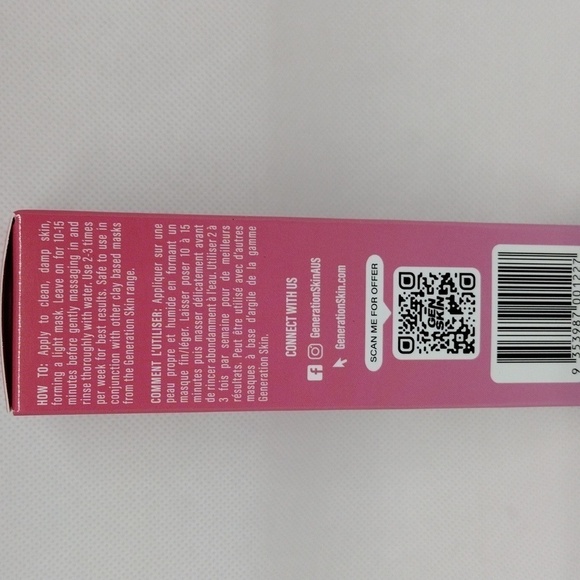 HOW TO: Apply to clean, damp skin,
forming a light mask. Leave on for 10-15
minutes before gently massaging in and
rinse thoroughly with water. Use 2-3 times
per week for best results. Safe to use in
conjunction with other clay based masks
from the Generation Skin range.
COMMENT L'UTILISER: Appliquer sur une
peau propre et humide en formant un
masque fin/léger. Laisser poser 10 à 15
minutes puis masser délicatement avant
de rincer abondamment à l'eau. Utiliser 2 à
3 fois par semaine pour de meilleurs
résultats. Peut être utilisé avec d'autres
masques à base d'argile de la gamme
Generation Skin.
CONNECT WITH US
GenerationSkinAUS
GenerationSkin.com
SCAN ME FOR OFFER
GEN
SKIN